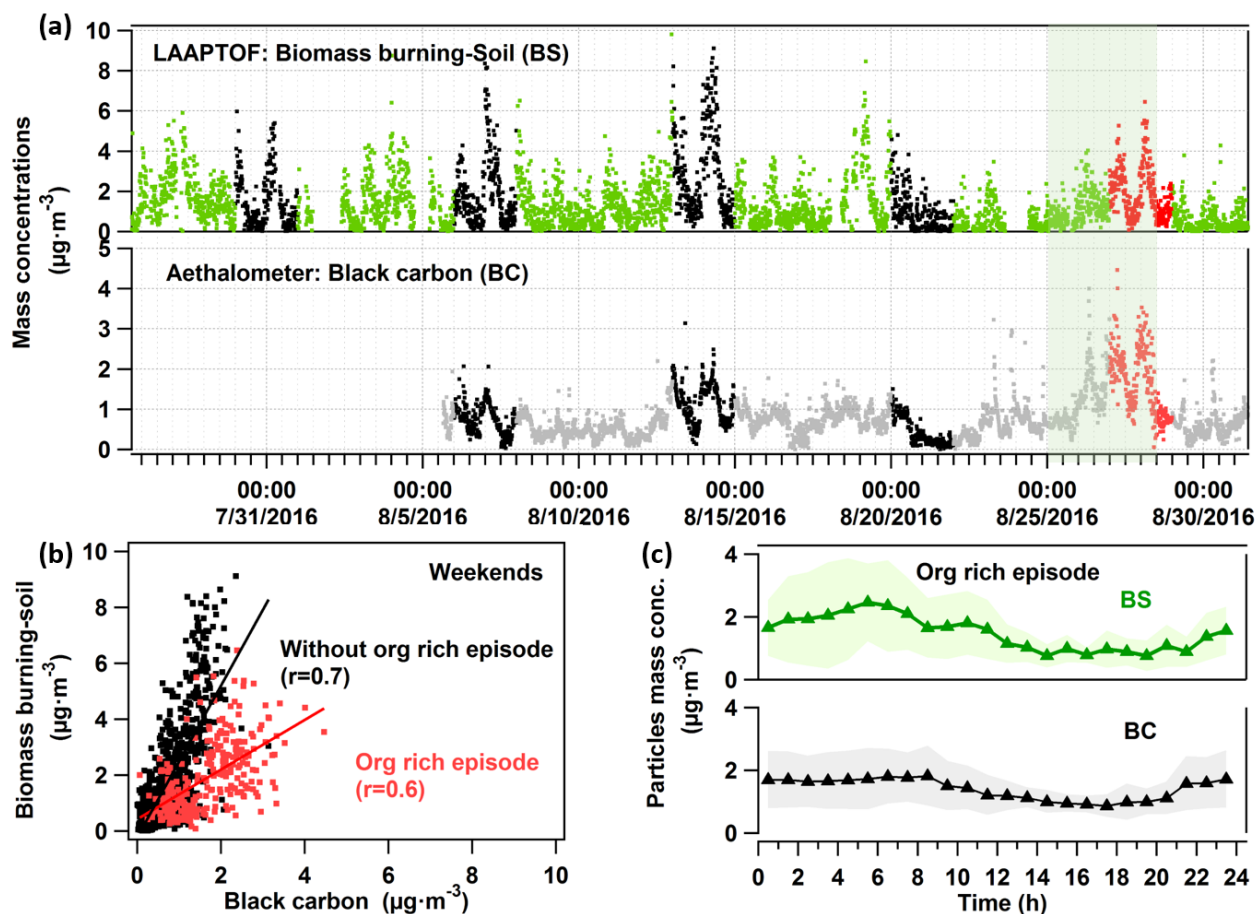 (a)
LAAPTOF: Biomass burning-Soil (BS)
10
8
6
4
2
0
Aethalometer: Black carbon (BC)
5
4
3
2
1
0
Mass concentrations
(µg·m⁻³)
00:00 00:00 00:00 00:00 00:00 00:00 00:00
7/31/2016 8/5/2016 8/10/2016 8/15/2016 8/20/2016 8/25/2016 8/30/2016
(b)
Weekends
Without org rich episode
(r=0.7)
Org rich episode
(r=0.6)
10
8
6
4
2
0
Biomass burning-soil
(µg·m⁻³)
0 2 4 6 8 10
Black carbon (µg·m⁻³)
(c)
Org rich episode
BS
4
2
0
BC
4
2
0
Particles mass conc.
(µg·m⁻³)
0 2 4 6 8 10 12 14 16 18 20 22 24
Time (h)